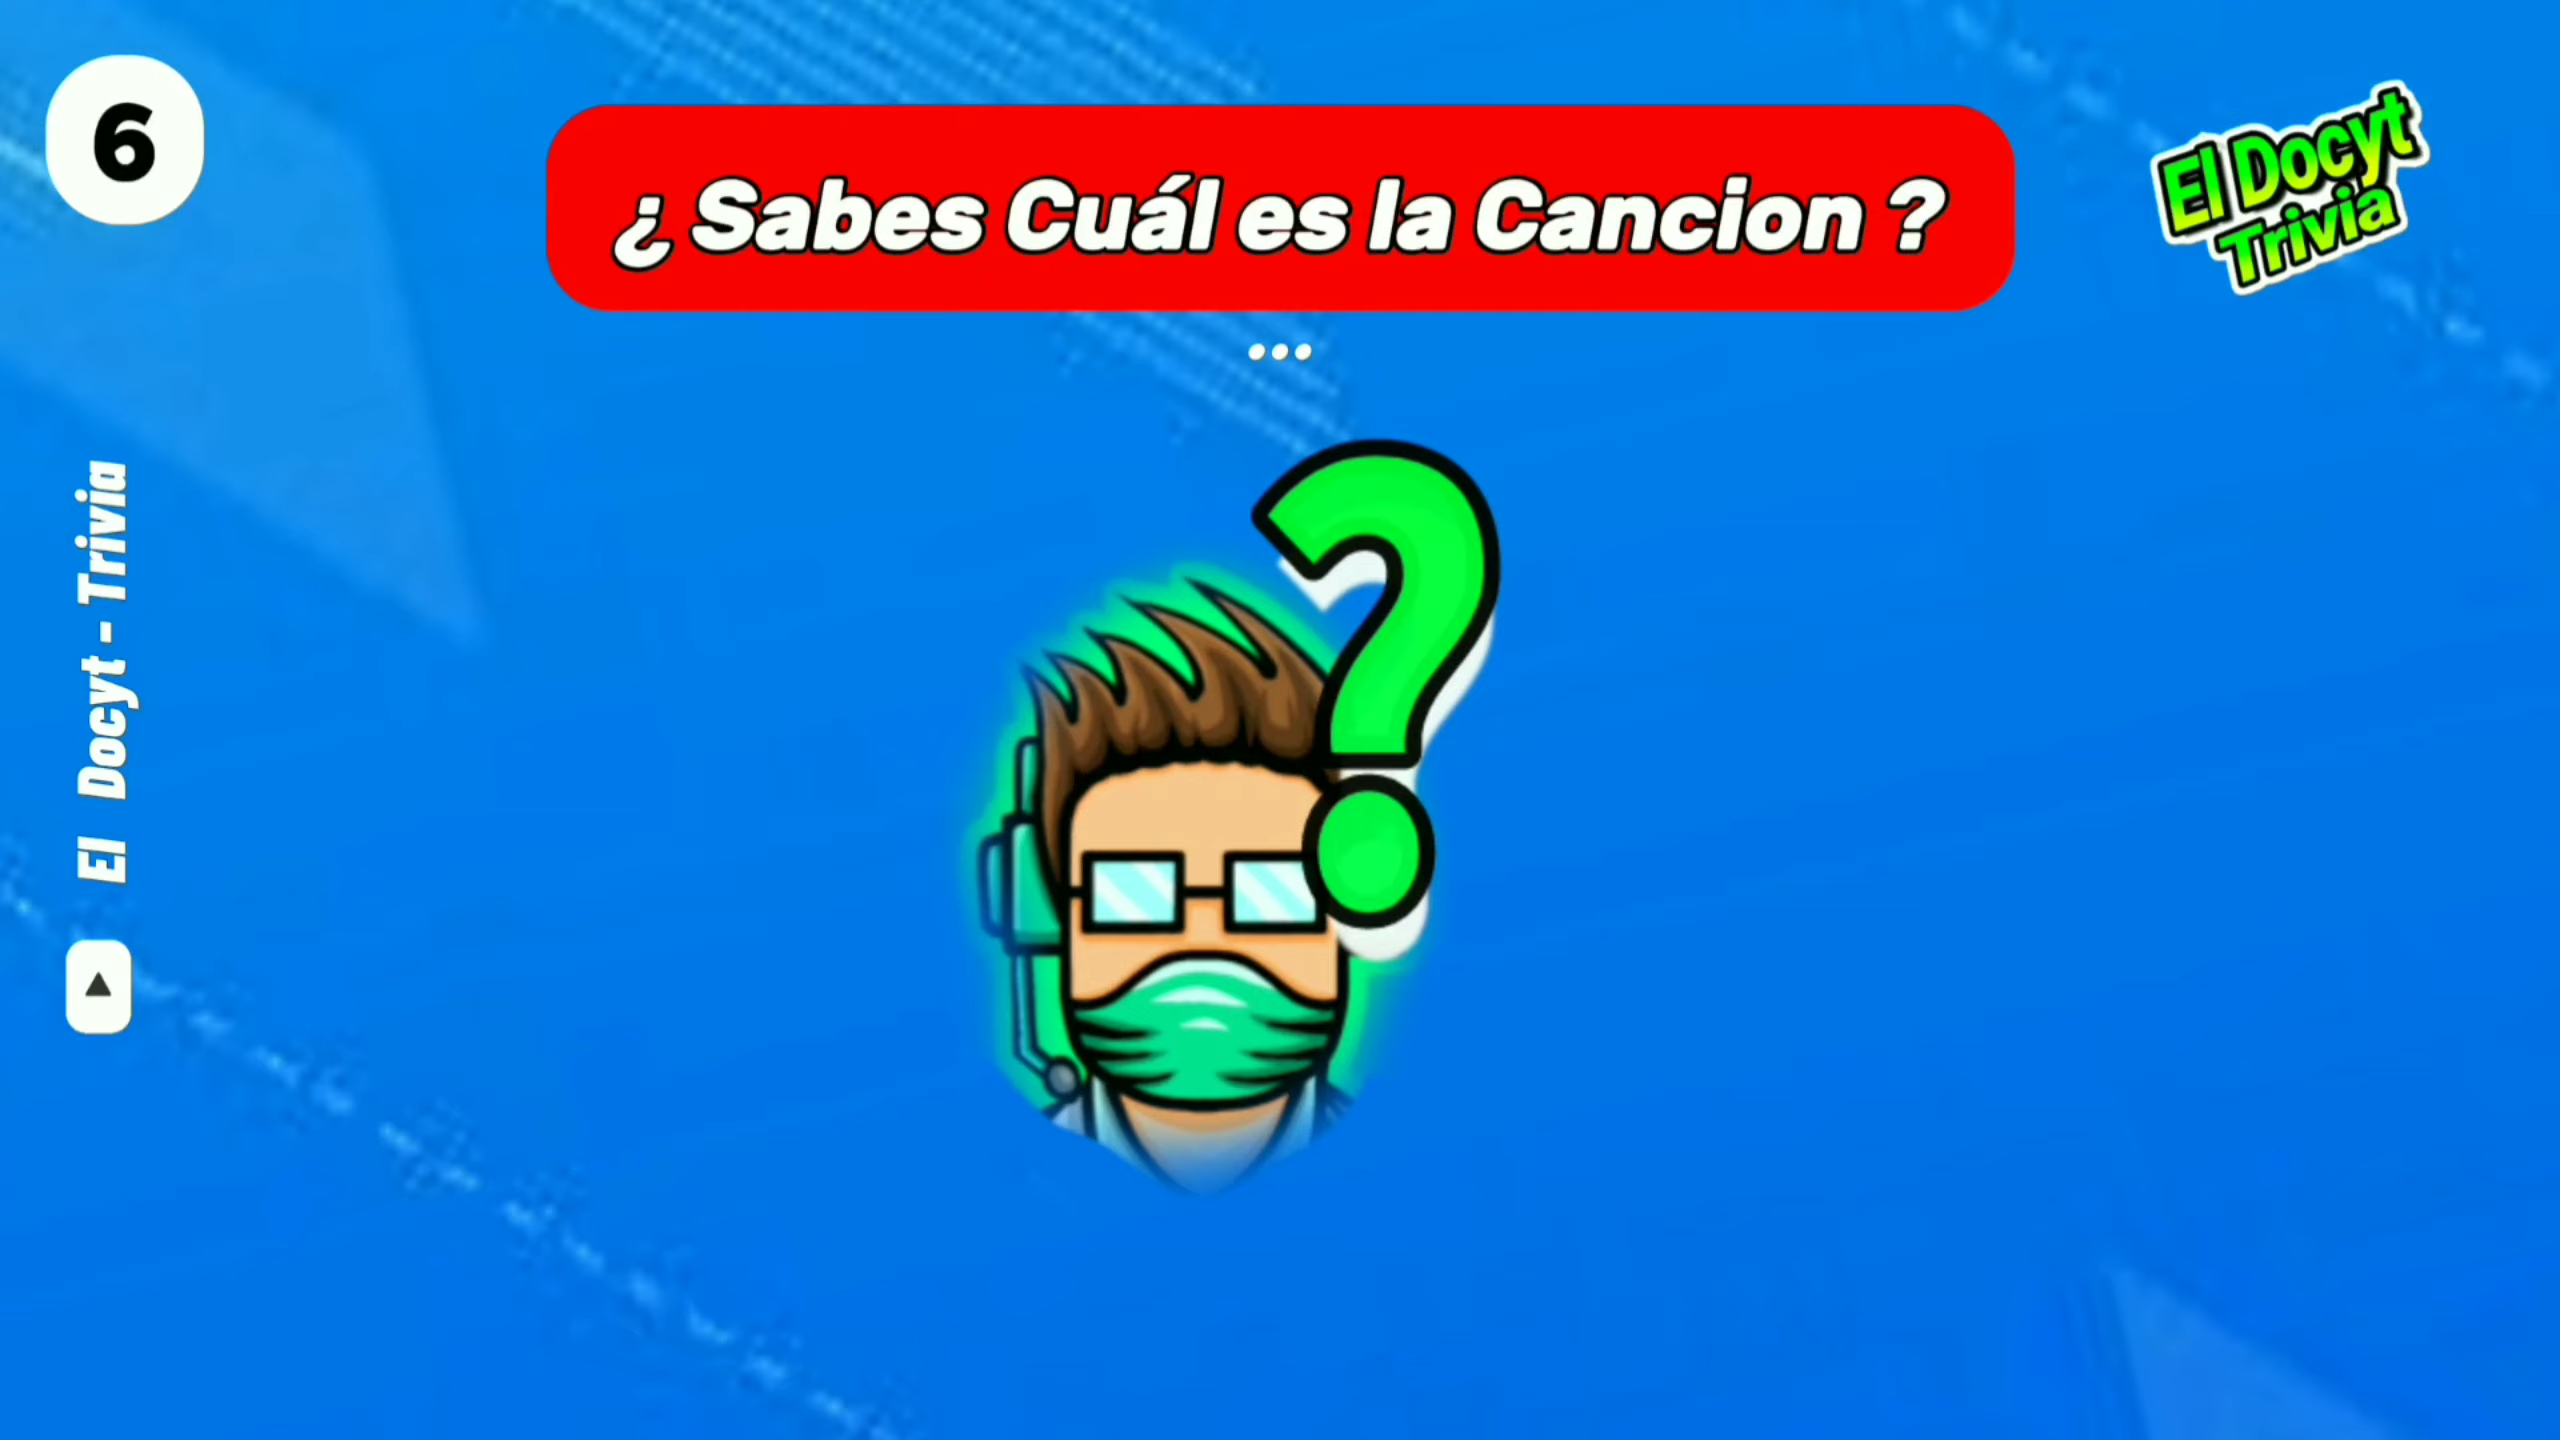 6
¿ Sabes Cuál es la Cancion ?
...
El Docyt
Trivia
El Docyt - Trivia